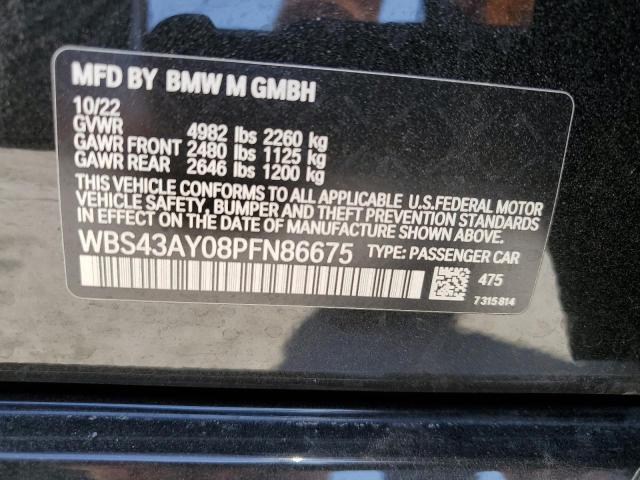 MFD BY BMW M GMBH
10/22
GVWR 4982 lbs 2260 kg
GAWR FRONT 2480 lbs 1125 kg
GAWR REAR 2646 lbs 1200 kg
THIS VEHICLE CONFORMS TO ALL APPLICABLE U.S.FEDERAL MOTOR
VEHICLE SAFETY, BUMPER AND THEFT PREVENTION STANDARDS
IN EFFECT ON THE DATE OF MANUFACTURE SHOWN ABOVE.
WBS43AY08PFN86675 TYPE: PASSENGER CAR
475
7315814